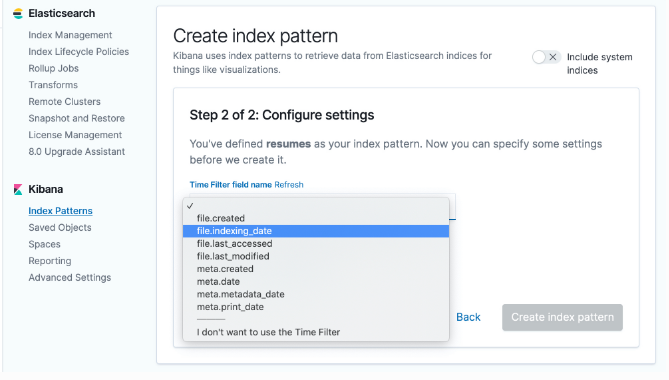 Elasticsearch
Index Management
Index Lifecycle Policies
Rollup Jobs
Transforms
Remote Clusters
Snapshot and Restore
License Management
8.0 Upgrade Assistant
Kibana
Index Patterns
Saved Objects
Spaces
Reporting
Advanced Settings
Create index pattern
Kibana uses index patterns to retrieve data from Elasticsearch indices for
things like visualizations.
Include system
indices
Step 2 of 2: Configure settings
You've defined resumes as your index pattern. Now you can specify some settings
before we create it.
Time Filter field name Refresh
file.created
file.indexing_date
file.last_accessed
file.last_modified
meta.created
meta.date
meta.metadata_date
meta.print_date
I don't want to use the Time Filter
Back
Create index pattern